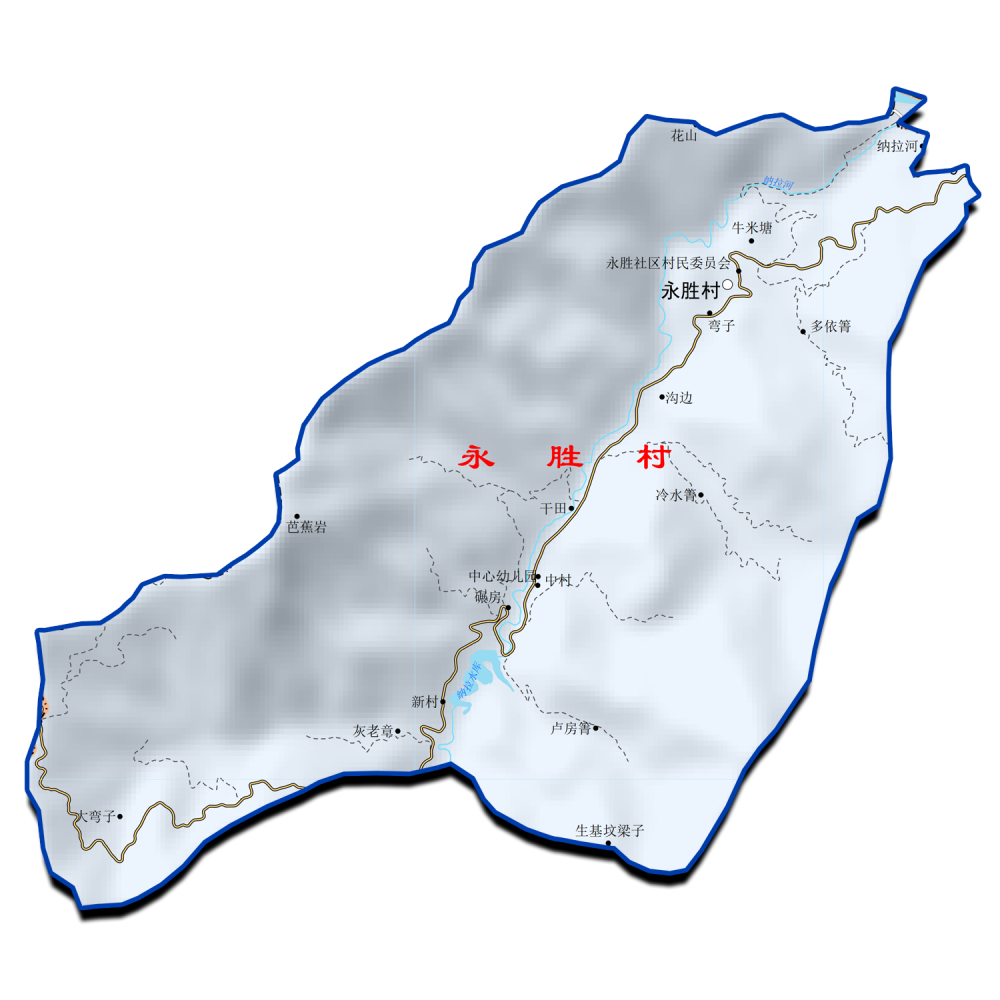 花山
纳拉河
纳拉河
牛米塘
永胜社区村民委员会
永胜村
弯子
多依箐
沟边
永胜村
冷水箐
干田
芭蕉岩
中心幼儿园
中村
碾房
新村
灰老章
卢房箐
大弯子
生基坟梁子